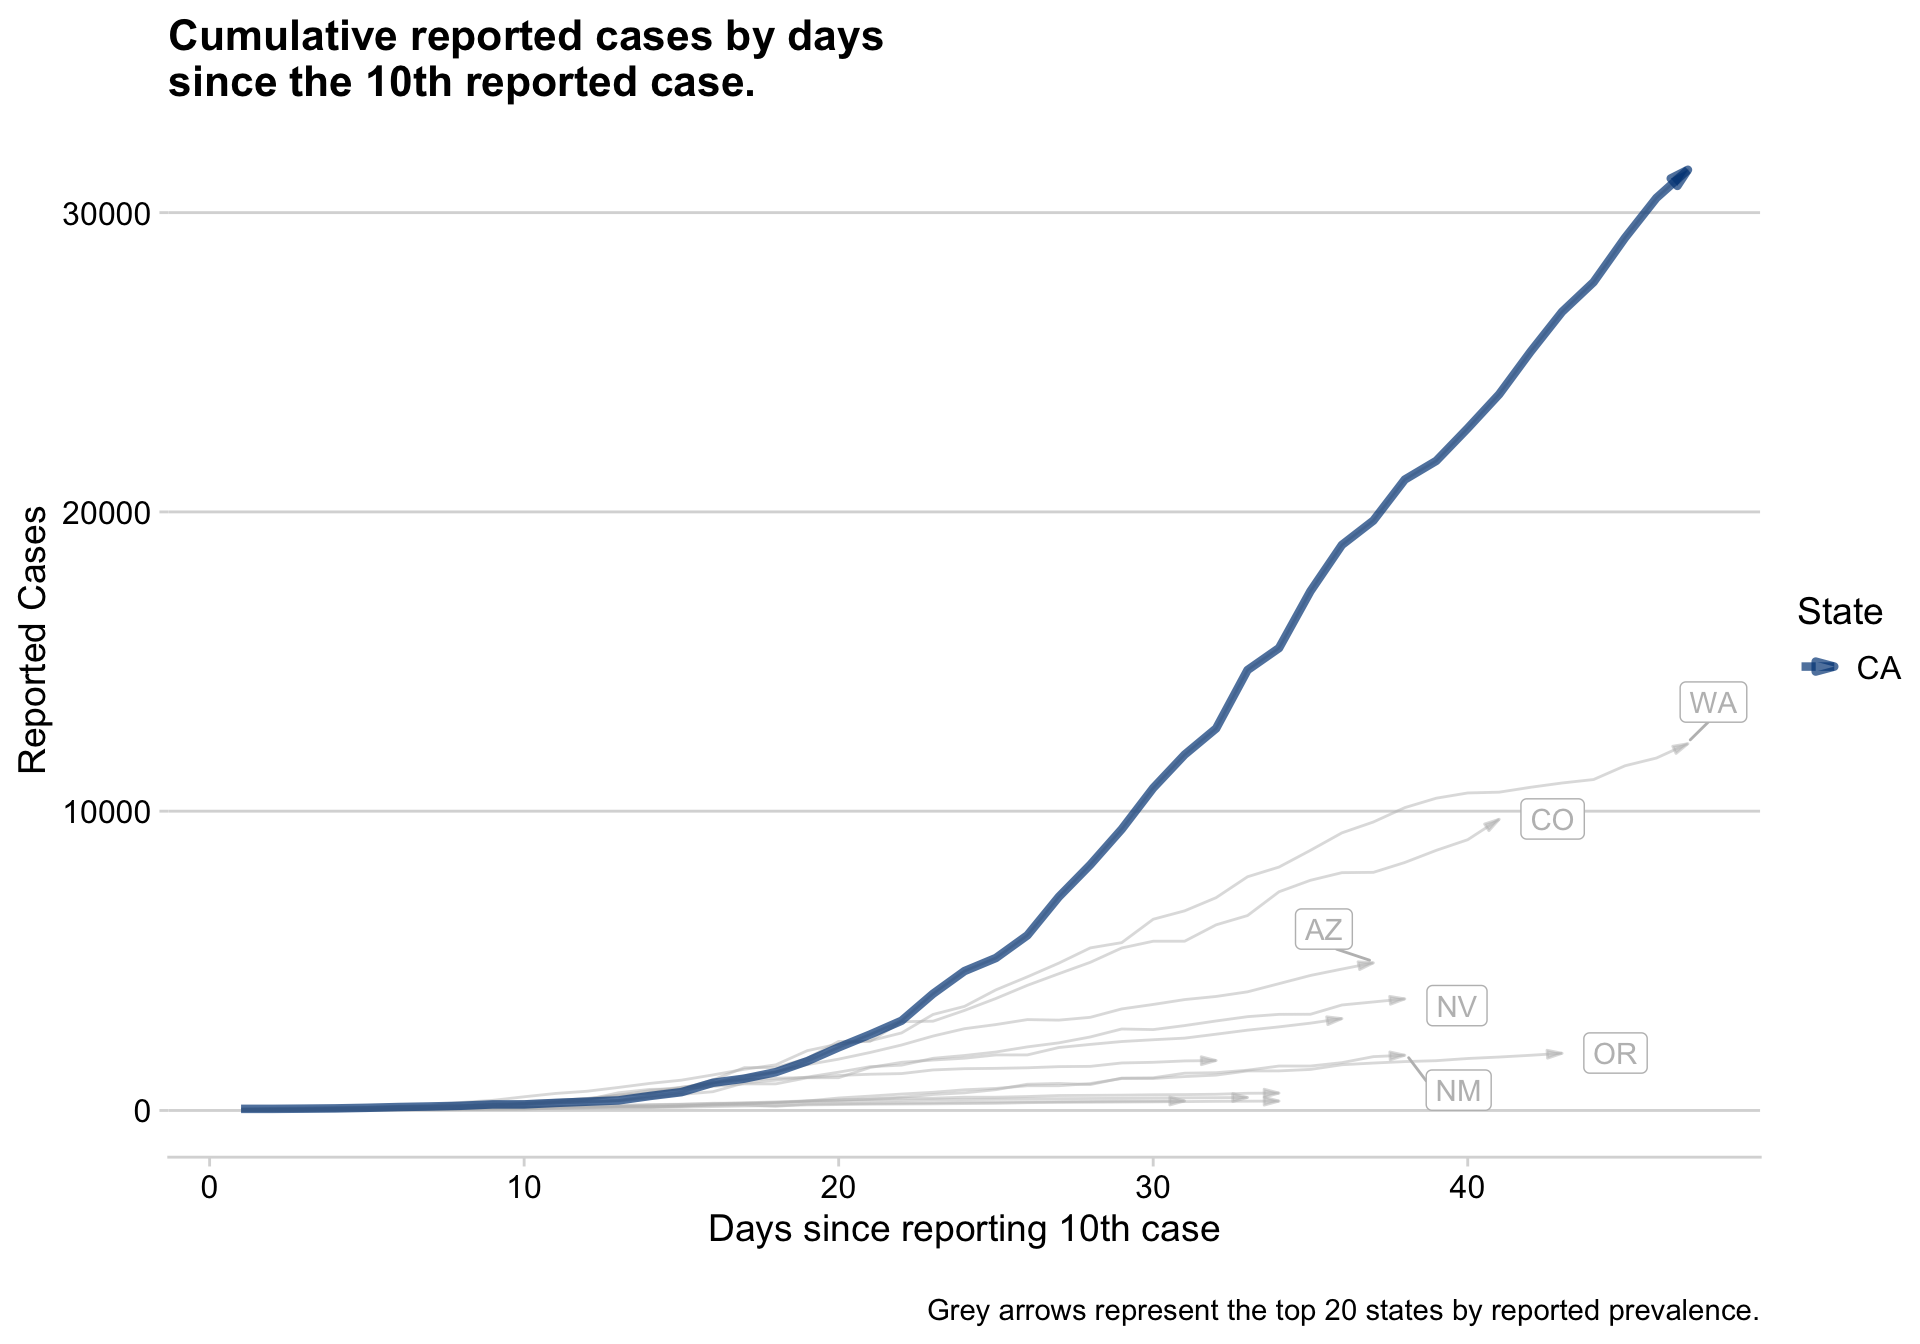 Cumulative reported cases by days
since the 10th reported case.
Reported Cases
30000
20000
10000
0
WA
CO
AZ
NV
OR
NM
State
CA
0 10 20 30 40
Days since reporting 10th case
Grey arrows represent the top 20 states by reported prevalence.